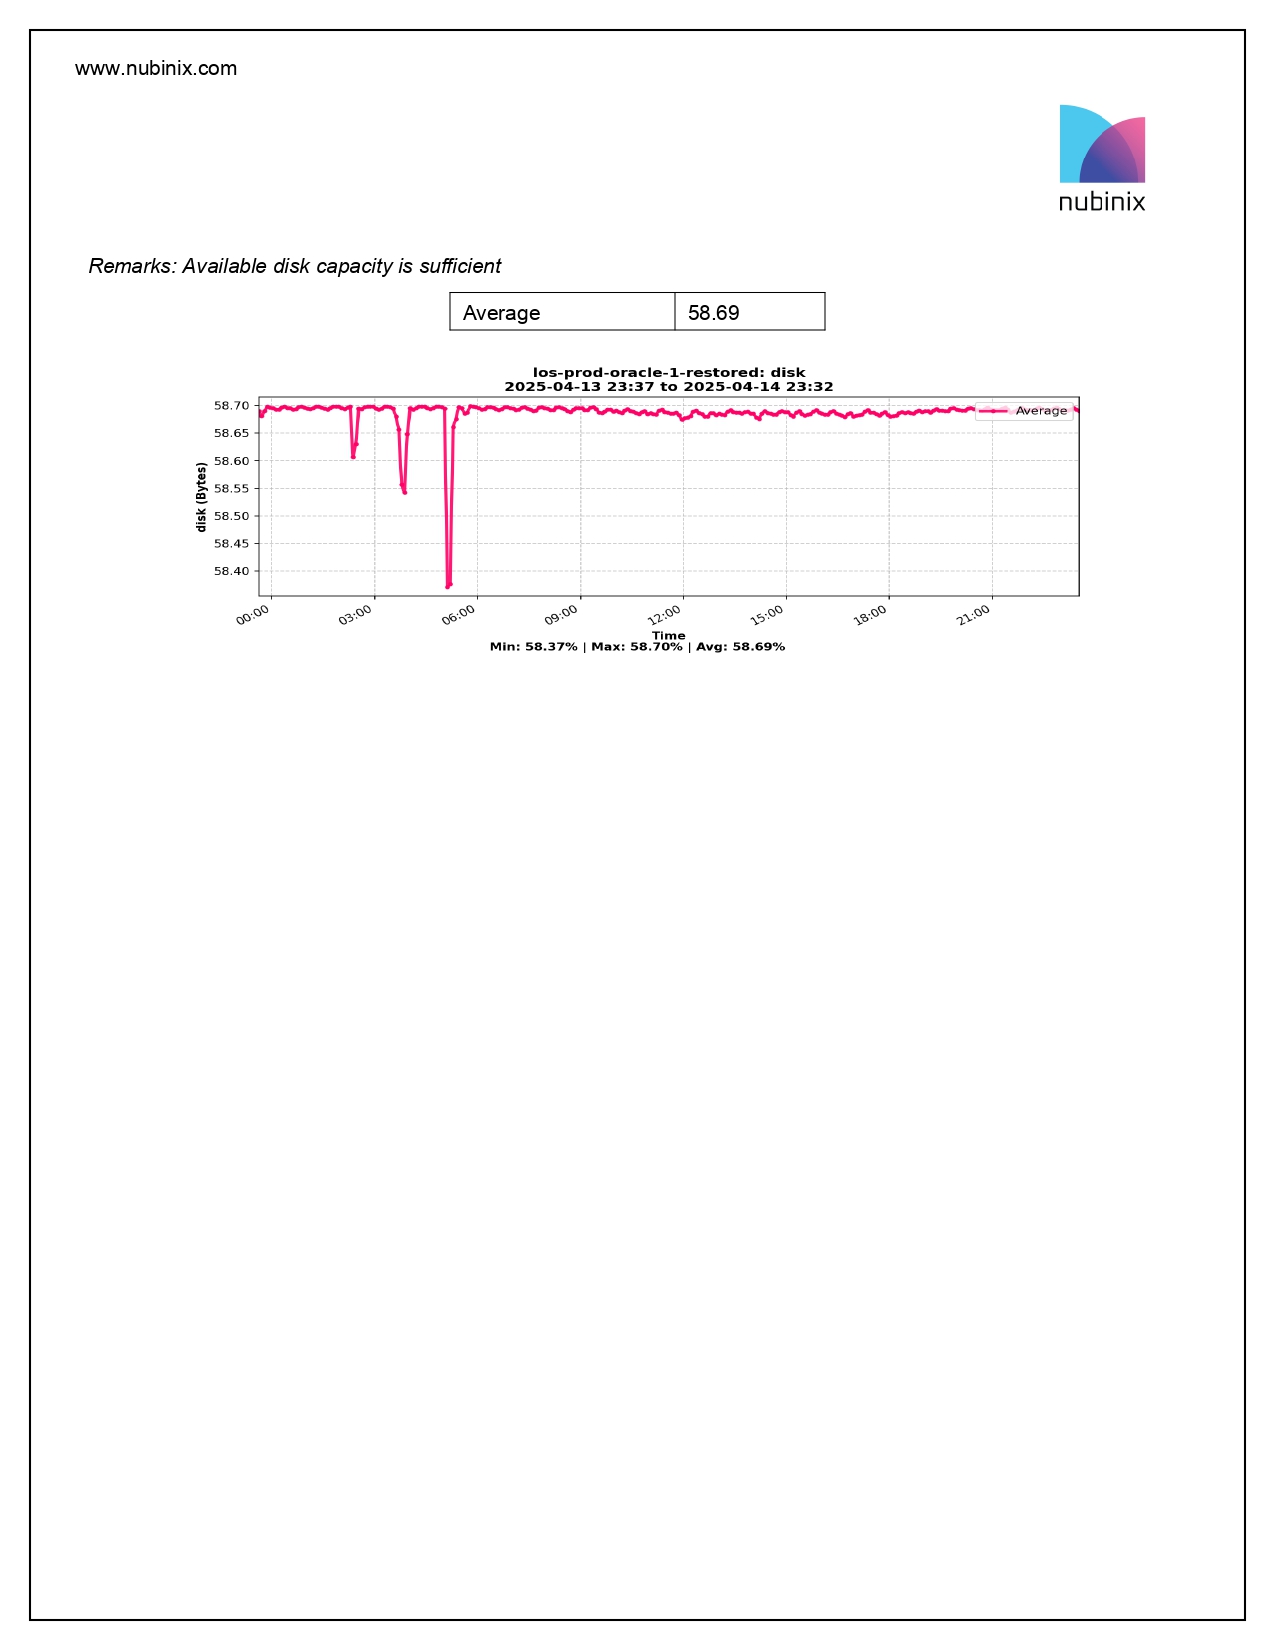 www.nubinix.com
nubinix
Remarks: Available disk capacity is sufficient
Average 58.69
los-prod-oracle-1-restored: disk
2025-04-13 23:37 to 2025-04-14 23:32
Average
58.70
58.65
58.60
58.55
58.50
58.45
58.40
disk (Bytes)
00:00 03:00 06:00 09:00 12:00 15:00 18:00 21:00
Time
Min: 58.37% | Max: 58.70% | Avg: 58.69%